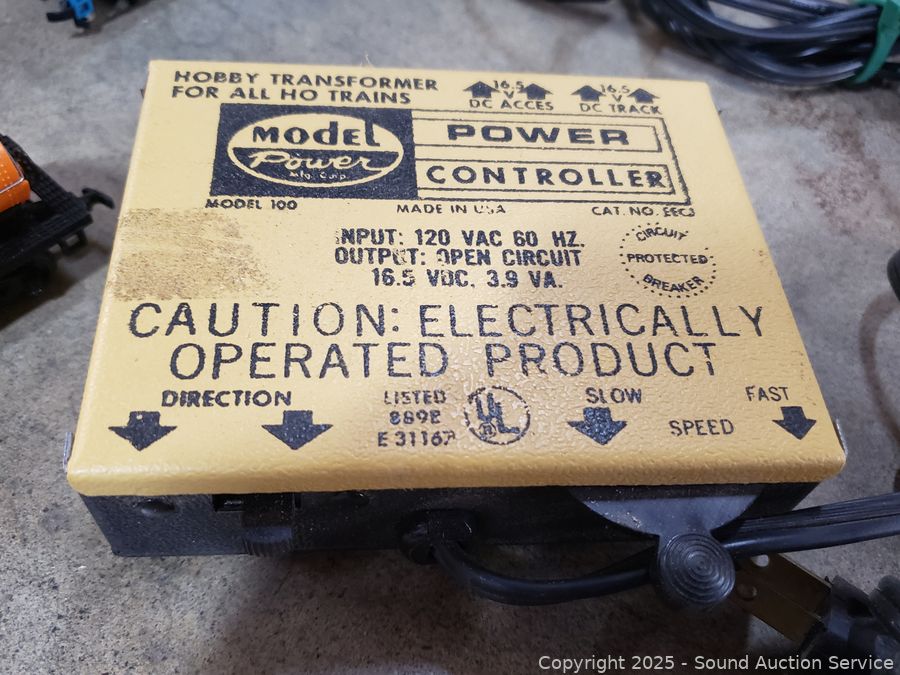 HOBBY TRANSFORMER
FOR ALL HO TRAINS
16.5
V
DC ACCES
16.5
V
DC TRACK
MODEL
Power
Mfg. Corp.
POWER
CONTROLLER
MODEL 100
MADE IN USA
CAT. NO.
INPUT: 120 VAC 60 HZ.
OUTPUT: OPEN CIRCUIT
16.5 VDC, 3.9 VA.
CIRCUIT
PROTECTED
BREAKER
CAUTION: ELECTRICALLY
OPERATED PRODUCT
DIRECTION
LISTED
889E
E 31167
UL
SLOW
SPEED
FAST
Copyright © 2025 - Sound Auction Service